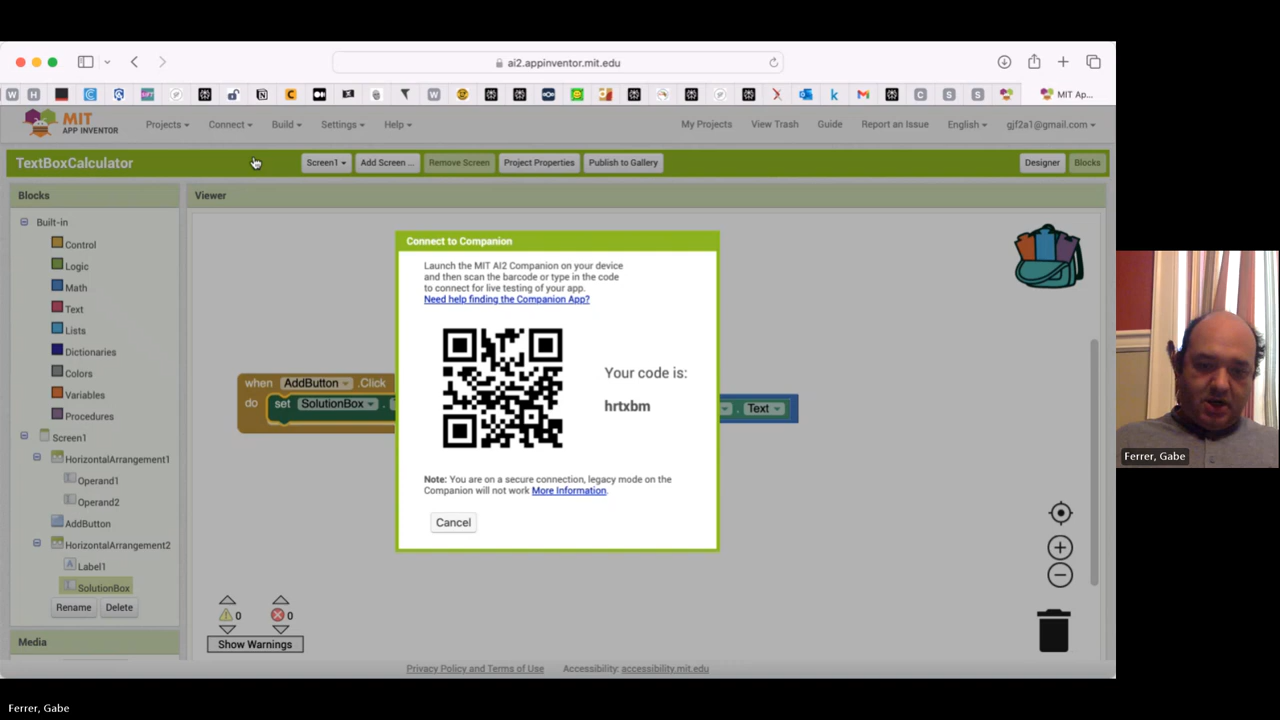 ai2.appinventor.mit.edu
MIT Ap...
MIT
APP INVENTOR
Projects
Connect
Build
Settings
Help
My Projects
View Trash
Guide
Report an Issue
English
gjf2a1@gmail.com
TextBoxCalculator
Screen1
Add Screen ...
Remove Screen
Project Properties
Publish to Gallery
Designer
Blocks
Blocks
Viewer
Built-in
Control
Logic
Math
Text
Lists
Dictionaries
Colors
Variables
Procedures
Screen1
HorizontalArrangement1
Operand1
Operand2
AddButton
HorizontalArrangement2
Label1
SolutionBox
Rename
Delete
Media
when AddButton .Click
do set SolutionBox .
. Text
Connect to Companion
Launch the MIT AI2 Companion on your device
and then scan the barcode or type in the code
to connect for live testing of your app.
Need help finding the Companion App?
Your code is:
hrtxbm
Note: You are on a secure connection, legacy mode on the
Companion will not work More Information.
Cancel
0
0
Show Warnings
Privacy Policy and Terms of Use
Accessibility: accessibility.mit.edu
Ferrer, Gabe
Ferrer, Gabe